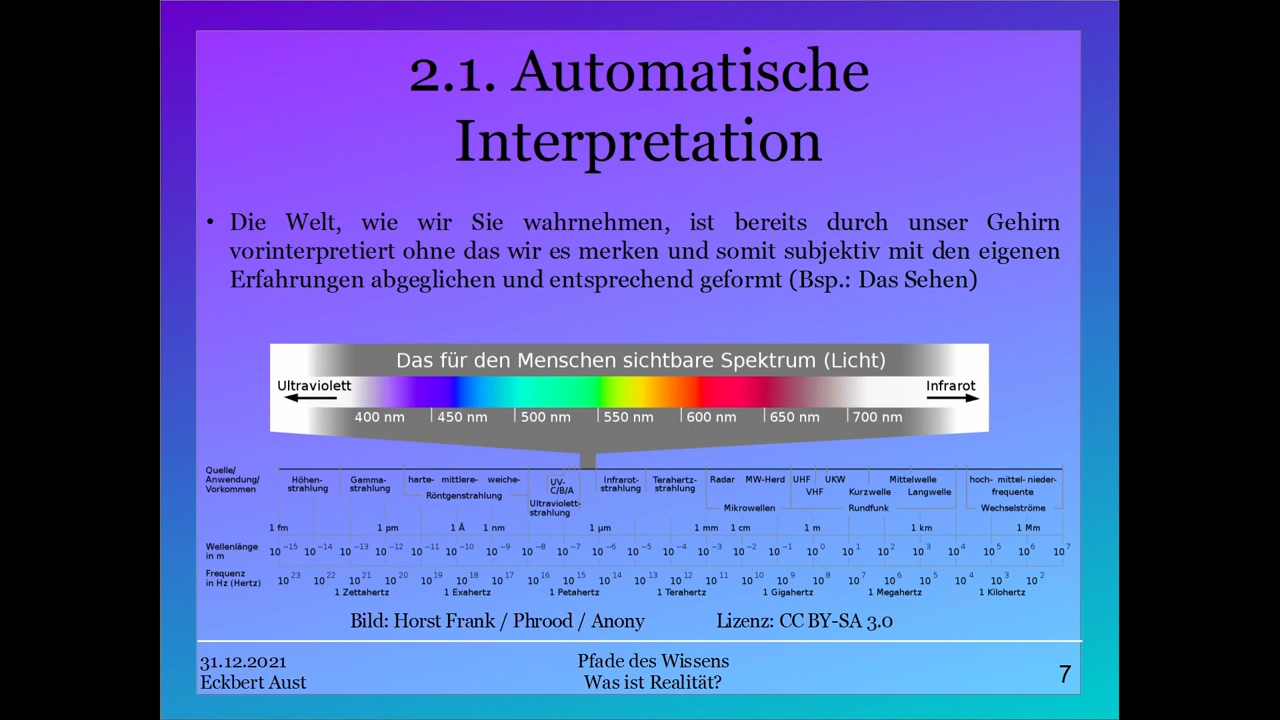 2.1. Automatische
Interpretation
• Die Welt, wie wir Sie wahrnehmen, ist bereits durch unser Gehirn
vorinterpretiert ohne das wir es merken und somit subjektiv mit den eigenen
Erfahrungen abgeglichen und entsprechend geformt (Bsp.: Das Sehen)
Das für den Menschen sichtbare Spektrum (Licht)
Ultraviolett
Infrarot
400 nm 450 nm 500 nm 550 nm 600 nm 650 nm 700 nm
Quelle/
Anwendung/
Vorkommen
Höhen-
strahlung
Gamma-
strahlung
harte- mittlere- weiche-
Röntgenstrahlung
UV-
C/B/A
Ultraviolett-
strahlung
Infrarot-
strahlung
Terahertz-
strahlung
Radar MW-Herd
Mikrowellen
UHF UKW
VHF
Mittelwelle
Kurzwelle Langwelle
Rundfunk
hoch- mittel- nieder-
frequente
Wechselströme
1 fm 1 pm 1 Å 1 nm 1 µm 1 mm 1 cm 1 m 1 km 1 Mm
Wellenlänge
in m
10⁻¹⁵ 10⁻¹⁴ 10⁻¹³ 10⁻¹² 10⁻¹¹ 10⁻¹⁰ 10⁻⁹ 10⁻⁸ 10⁻⁷ 10⁻⁶ 10⁻⁵ 10⁻⁴ 10⁻³ 10⁻² 10⁻¹ 10⁰ 10¹ 10² 10³ 10⁴ 10⁵ 10⁶ 10⁷
Frequenz
in Hz (Hertz)
10²³ 10²² 10²¹ 10²⁰ 10¹⁹ 10¹⁸ 10¹⁷ 10¹⁶ 10¹⁵ 10¹⁴ 10¹³ 10¹² 10¹¹ 10¹⁰ 10⁹ 10⁸ 10⁷ 10⁶ 10⁵ 10⁴ 10³ 10²
1 Zettahertz 1 Exahertz 1 Petahertz 1 Terahertz 1 Gigahertz 1 Megahertz 1 Kilohertz
Bild: Horst Frank / Phrood / Anony Lizenz: CC BY-SA 3.0
31.12.2021
Eckbert Aust
Pfade des Wissens
Was ist Realität?
7